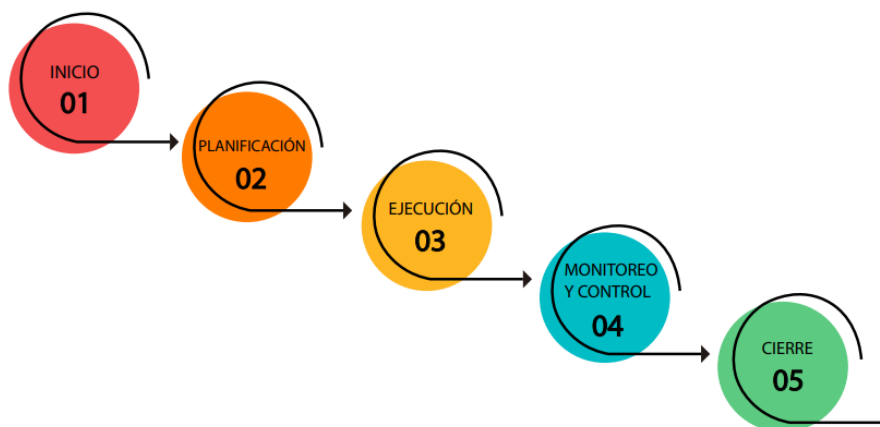 INICIO
01
PLANIFICACIÓN
02
EJECUCIÓN
03
MONITOREO
Y CONTROL
04
CIERRE
05